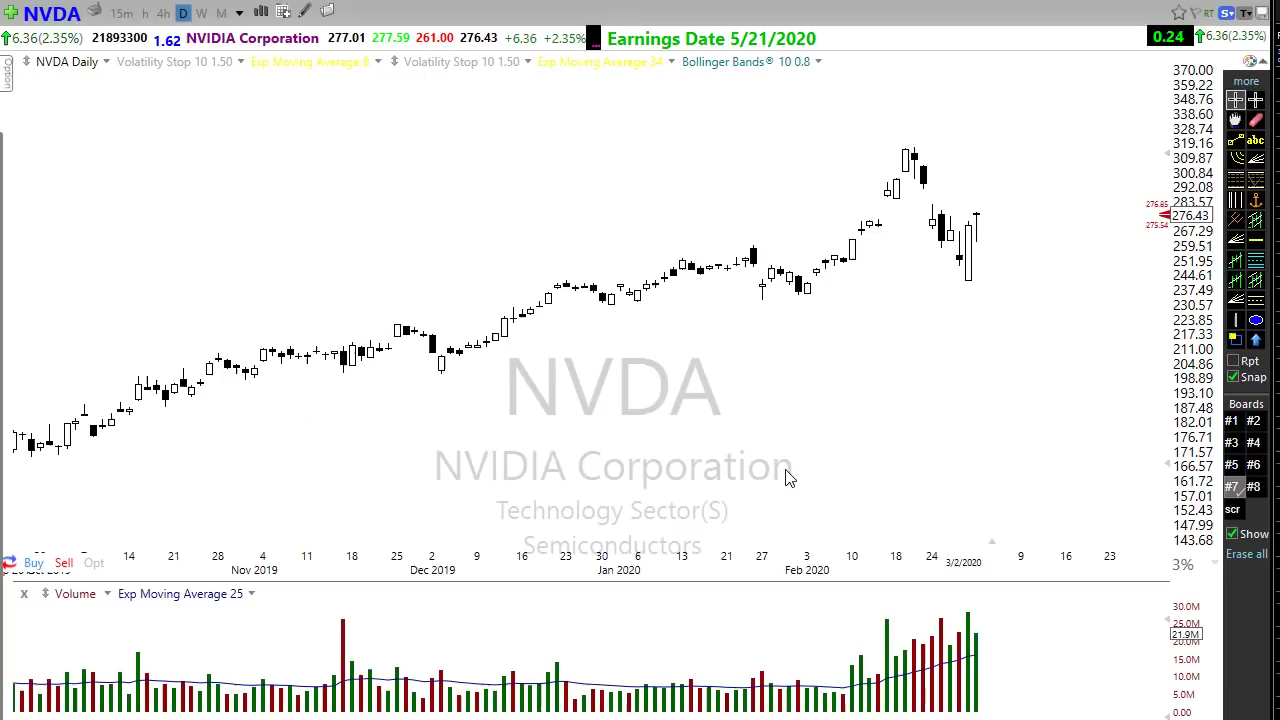 NVDA 15m h 4h D W M RT S T
6.36(2.35%) 21893300 1.62 NVIDIA Corporation 277.01 277.59 261.00 276.43 +6.36 +2.35% Earnings Date 5/21/2020 0.24 6.36(2.35%)
Option
NVDA Daily Volatility Stop 10 1.50 Exp Moving Average 8 Volatility Stop 10 1.50 Exp Moving Average 34 Bollinger Bands® 10 0.8
370.00
359.22
348.76
338.60
328.74
319.16
309.87
300.84
292.08
283.57
276.85
276.43
275.54
267.29
259.51
251.95
244.61
237.49
230.57
223.85
217.33
211.00
204.86
198.89
193.10
187.48
182.01
176.71
171.57
166.57
161.72
157.01
152.43
147.99
143.68
more
abc
Rpt
Snap
Boards
#1 #2
#3 #4
#5 #6
#7 #8
scr
Show
Erase all
NVDA
NVIDIA Corporation
Technology Sector(S)
Semiconductors
14 21 28 4 11 18 25 2 9 16 23 30 6 13 21 27 3 10 18 24 3/2/2020 9 16 23
Buy Sell Opt
Nov 2019 Dec 2019 Jan 2020 Feb 2020
3%
X Volume Exp Moving Average 25
30.0M
25.0M
21.9M
15.0M
10.0M
5.0M
0.00